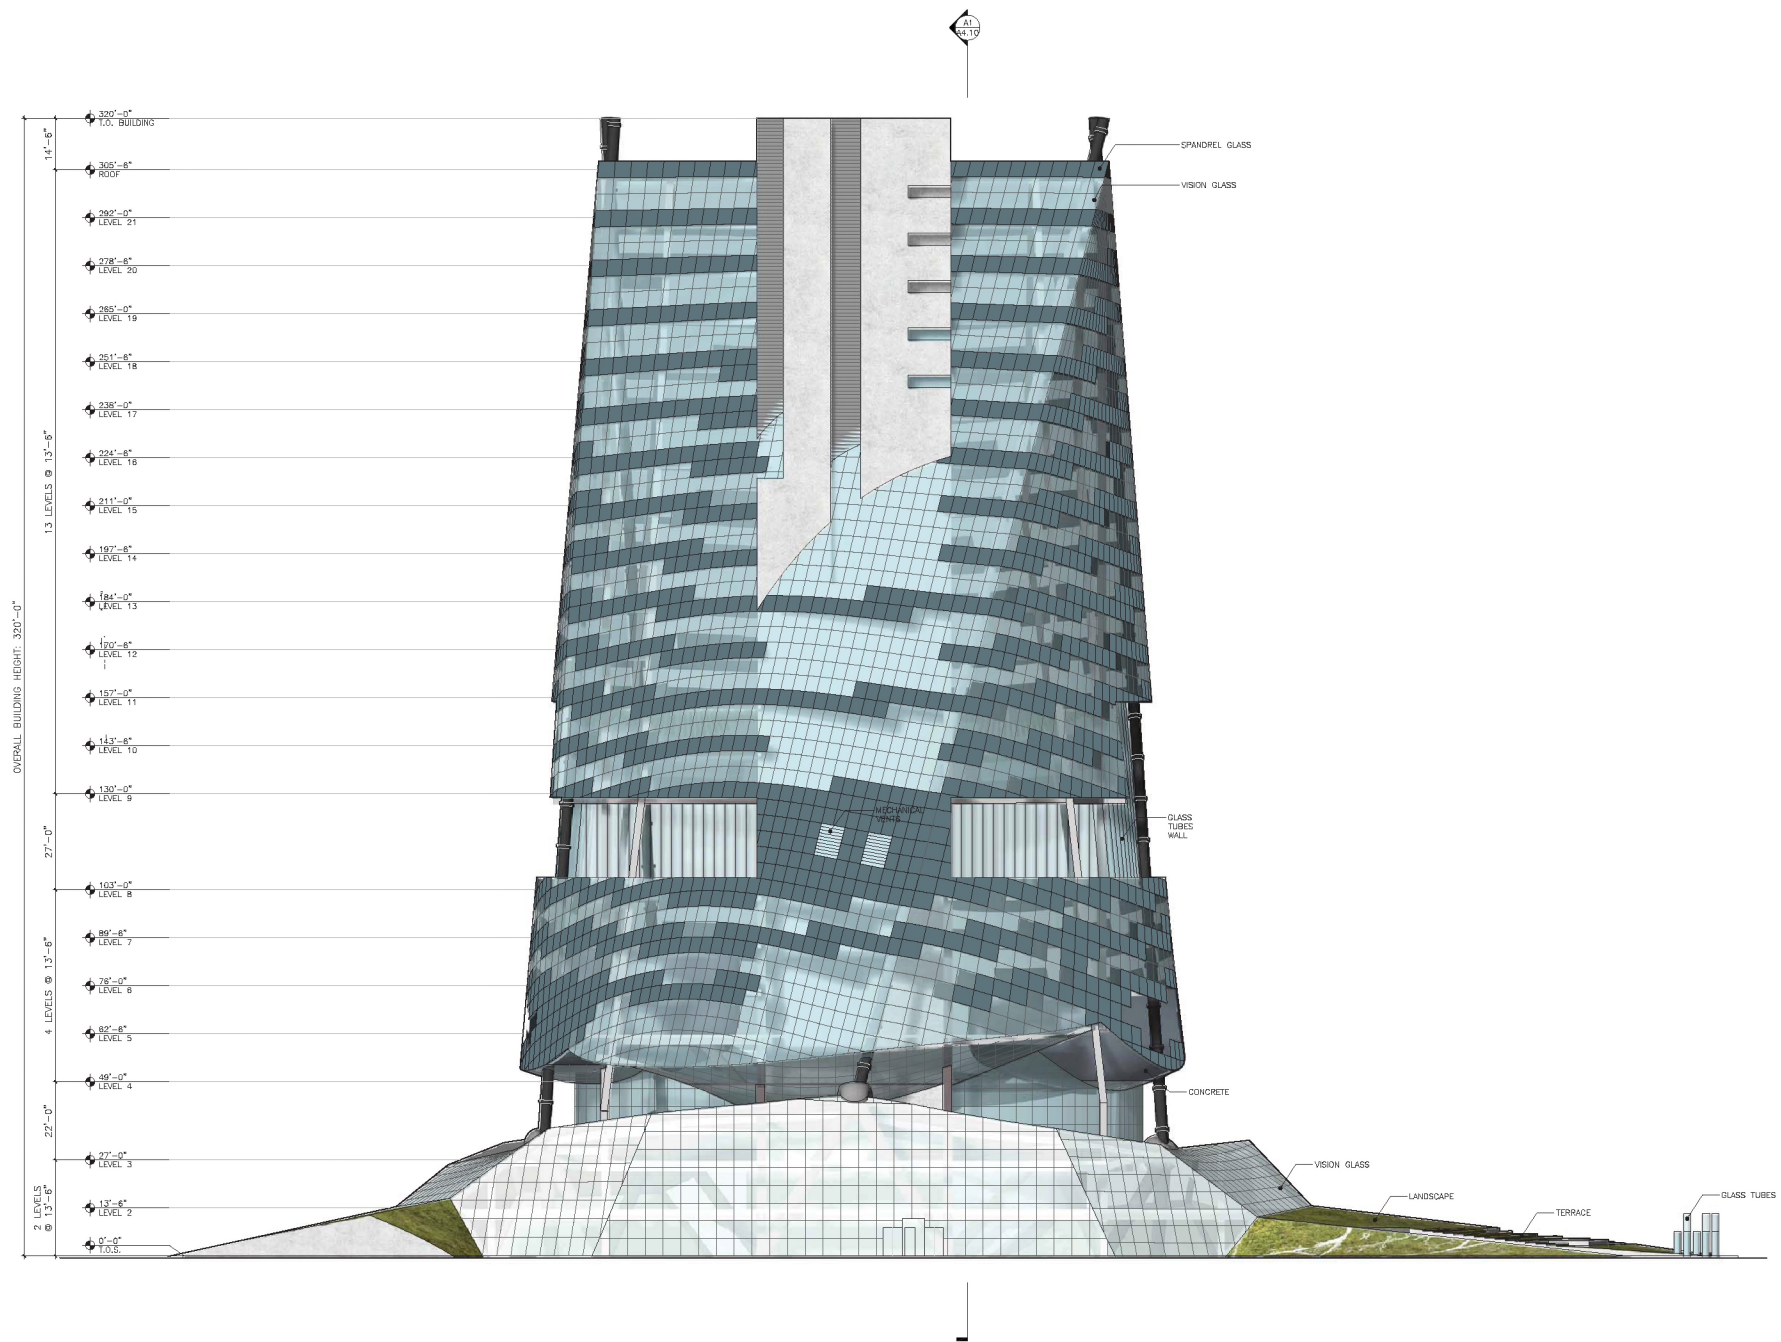 A1
A4.10
320'-0"
T.O. BUILDING
14'-6"
SPANDREL GLASS
305'-6"
ROOF
VISION GLASS
292'-0"
LEVEL 21
278'-6"
LEVEL 20
265'-0"
LEVEL 19
251'-6"
LEVEL 18
238'-0"
LEVEL 17
13 LEVELS @ 13'-6"
224'-6"
LEVEL 16
211'-0"
LEVEL 15
197'-6"
LEVEL 14
184'-0"
LEVEL 13
OVERALL BUILDING HEIGHT: 320'-0"
170'-6"
LEVEL 12
157'-0"
LEVEL 11
143'-6"
LEVEL 10
130'-0"
LEVEL 9
MECHANICAL
VENTS
GLASS
TUBES
WALL
27'-0"
103'-0"
LEVEL 8
89'-6"
LEVEL 7
4 LEVELS @ 13'-6"
76'-0"
LEVEL 6
62'-6"
LEVEL 5
49'-0"
LEVEL 4
CONCRETE
22'-0"
27'-0"
LEVEL 3
VISION GLASS
2 LEVELS
@ 13'-6"
13'-6"
LEVEL 2
LANDSCAPE
GLASS TUBES
TERRACE
0'-0"
T.O.S.